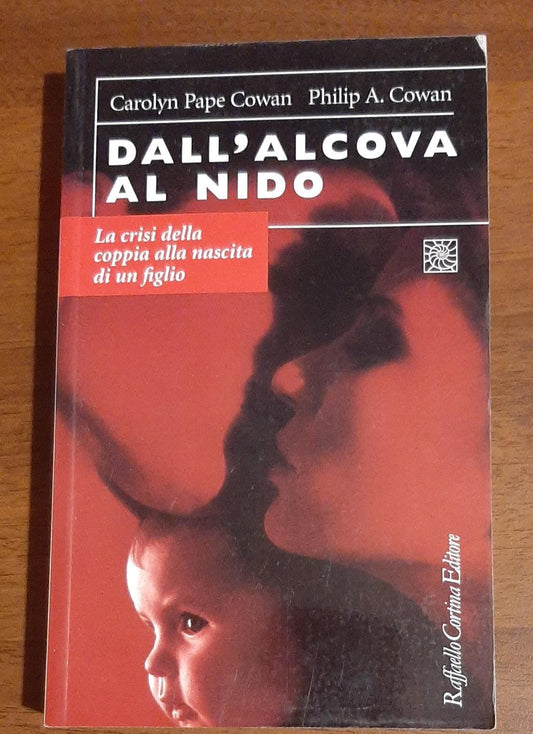 Carolyn Pape Cowan Philip A. Cowan
DALL'ALCOVA
AL NIDO
La crisi della
coppia alla nascita
di un figlio
Raffaello Cortina Editore